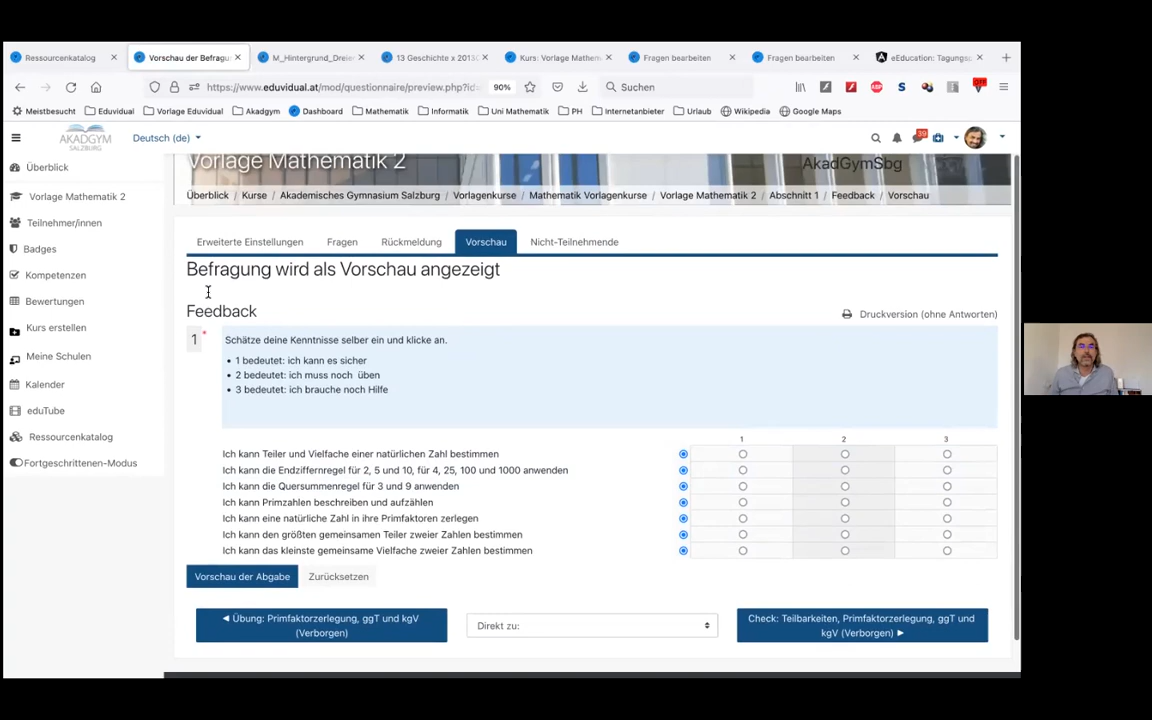 Ressourcenkatalog
Vorschau der Befragu
M_Hintergrund_Dreie
13 Geschichte x 2013
Kurs: Vorlage Mathem
Fragen bearbeiten
Fragen bearbeiten
eEducation: Tagungs
https://www.eduvidual.at/mod/questionnaire/preview.php?id=
90%
Suchen
ABP
S
OFF
Meistbesucht
Eduvidual
Vorlage Eduvidual
Akadgym
Dashboard
Mathematik
Informatik
Uni Mathematik
PH
Internetanbieter
Urlaub
Wikipedia
Google Maps
AKADGYM
SALZBURG
Deutsch (de)
39
Vorlage Mathematik 2
AkadGymSbg
Überblick / Kurse / Akademisches Gymnasium Salzburg / Vorlagenkurse / Mathematik Vorlagenkurse / Vorlage Mathematik 2 / Abschnitt 1 / Feedback / Vorschau
Überblick
Vorlage Mathematik 2
Teilnehmer/innen
Badges
Kompetenzen
Bewertungen
Kurs erstellen
Meine Schulen
Kalender
eduTube
Ressourcenkatalog
Fortgeschrittenen-Modus
Erweiterte Einstellungen
Fragen
Rückmeldung
Vorschau
Nicht-Teilnehmende
Befragung wird als Vorschau angezeigt
Feedback
Druckversion (ohne Antworten)
1 *
Schätze deine Kenntnisse selber ein und klicke an.
• 1 bedeutet: ich kann es sicher
• 2 bedeutet: ich muss noch üben
• 3 bedeutet: ich brauche noch Hilfe
1 2 3
Ich kann Teiler und Vielfache einer natürlichen Zahl bestimmen
Ich kann die Endziffernregel für 2, 5 und 10, für 4, 25, 100 und 1000 anwenden
Ich kann die Quersummenregel für 3 und 9 anwenden
Ich kann Primzahlen beschreiben und aufzählen
Ich kann eine natürliche Zahl in ihre Primfaktoren zerlegen
Ich kann den größten gemeinsamen Teiler zweier Zahlen bestimmen
Ich kann das kleinste gemeinsame Vielfache zweier Zahlen bestimmen
Vorschau der Abgabe
Zurücksetzen
◄ Übung: Primfaktorzerlegung, ggT und kgV
(Verborgen)
Direkt zu:
Check: Teilbarkeiten, Primfaktorzerlegung, ggT und
kgV (Verborgen) ►